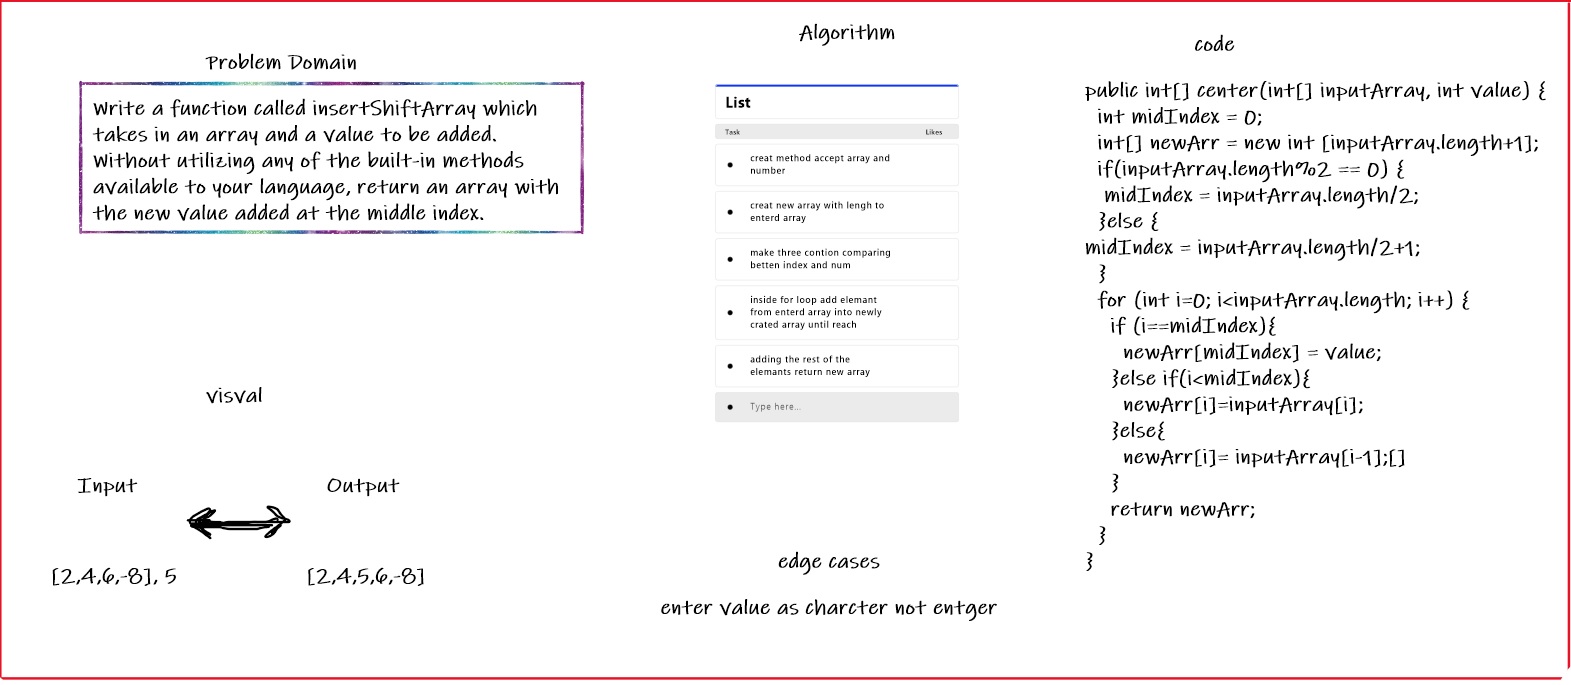 Problem Domain
Write a function called insertShiftArray which
takes in an array and a value to be added.
Without utilizing any of the built-in methods
available to your language, return an array with
the new value added at the middle index.
visval
Input
Output
[2,4,6,-8], 5
[2,4,5,6,-8]
Algorithm
List
Task Likes
creat method accept array and
number
creat new array with lengh to
enterd array
make three contion comparing
betten index and num
inside for loop add elemant
from enterd array into newly
crated array until reach
adding the rest of the
elemants return new array
Type here...
edge cases
enter value as charcter not entger
code
public int[] center(int[] inputArray, int value) {
int midIndex = 0;
int[] newArr = new int [inputArray.length+1];
if(inputArray.length%2 == 0) {
midIndex = inputArray.length/2;
}else {
midIndex = inputArray.length/2+1;
}
for (int i=0; i<inputArray.length; i++) {
if (i==midIndex){
newArr[midIndex] = value;
}else if(i<midIndex){
newArr[i]=inputArray[i];
}else{
newArr[i]= inputArray[i-1];[]
}
return newArr;
}
}